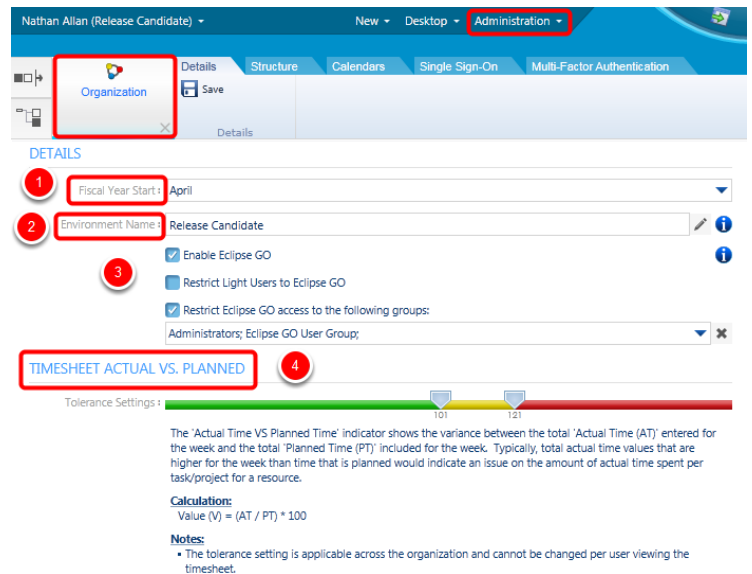 Nathan Allan (Release Candidate) New Desktop Administration
Details Structure Calendars Single Sign-On Multi-Factor Authentication
Organization
Save
Details
DETAILS
1 Fiscal Year Start: April
2 Environment Name: Release Candidate
Enable Eclipse GO
3 Restrict Light Users to Eclipse GO
Restrict Eclipse GO access to the following groups:
Administrators; Eclipse GO User Group;
TIMESHEET ACTUAL VS. PLANNED 4
Tolerance Settings:
101 121
The 'Actual Time VS Planned Time' indicator shows the variance between the total 'Actual Time (AT)' entered for
the week and the total 'Planned Time (PT)' included for the week. Typically, total actual time values that are
higher for the week than time that is planned would indicate an issue on the amount of actual time spent per
task/project for a resource.
Calculation:
Value (V) = (AT / PT) * 100
Notes:
▪ The tolerance setting is applicable across the organization and cannot be changed per user viewing the
timesheet.